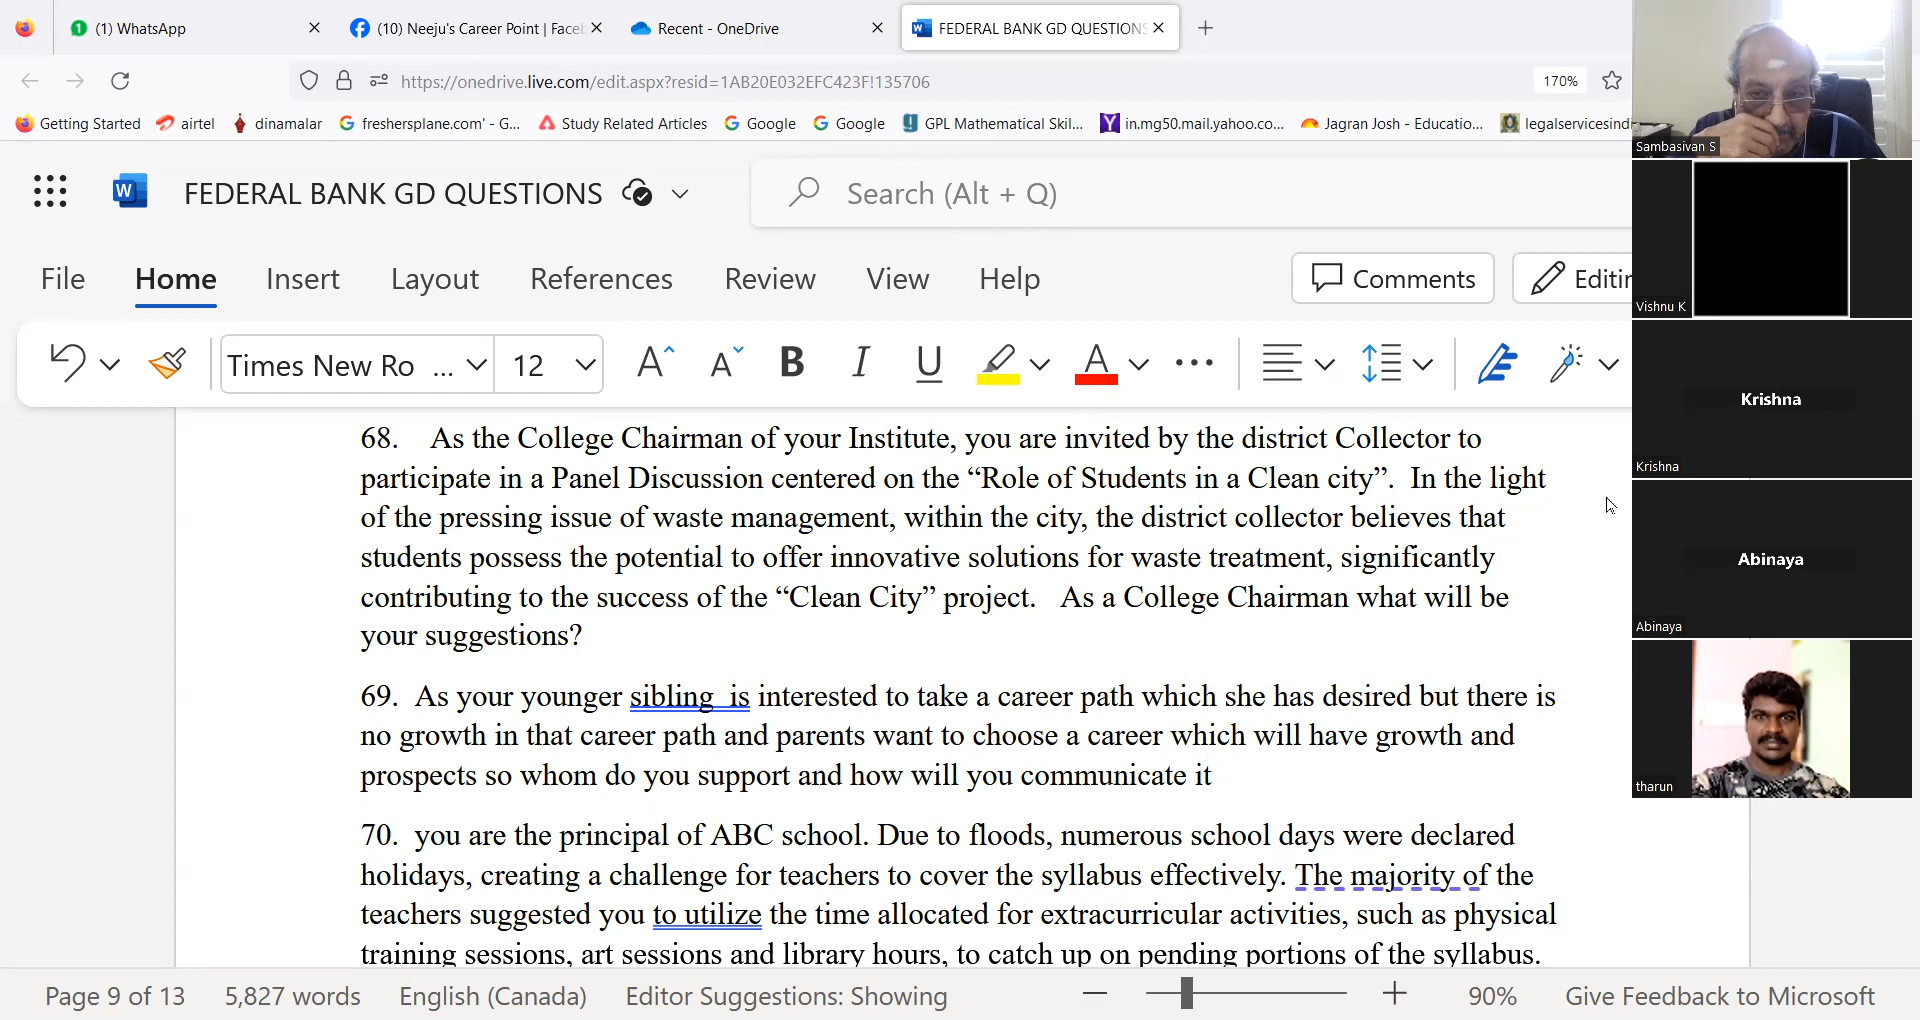 (1) WhatsApp
(10) Neeju's Career Point | Face
Recent - OneDrive
FEDERAL BANK GD QUESTIONS
https://onedrive.live.com/edit.aspx?resid=1AB20E032EFC423F!135706
170%
Getting Started
airtel
dinamalar
freshersplane.com' - G...
Study Related Articles
Google
Google
GPL Mathematical Skil...
in.mg50.mail.yahoo.co...
Jagran Josh - Educatio...
legalservicesindi
FEDERAL BANK GD QUESTIONS
Search (Alt + Q)
File Home Insert Layout References Review View Help
Comments
Editin
Times New Ro ...
12
68. As the College Chairman of your Institute, you are invited by the district Collector to
participate in a Panel Discussion centered on the “Role of Students in a Clean city”. In the light
of the pressing issue of waste management, within the city, the district collector believes that
students possess the potential to offer innovative solutions for waste treatment, significantly
contributing to the success of the “Clean City” project. As a College Chairman what will be
your suggestions?
69. As your younger sibling is interested to take a career path which she has desired but there is
no growth in that career path and parents want to choose a career which will have growth and
prospects so whom do you support and how will you communicate it
70. you are the principal of ABC school. Due to floods, numerous school days were declared
holidays, creating a challenge for teachers to cover the syllabus effectively. The majority of the
teachers suggested you to utilize the time allocated for extracurricular activities, such as physical
training sessions, art sessions and library hours, to catch up on pending portions of the syllabus.
Page 9 of 13
5,827 words
English (Canada)
Editor Suggestions: Showing
90%
Give Feedback to Microsoft
Sambasivan S
Vishnu K
Krishna
Krishna
Abinaya
Abinaya
tharun